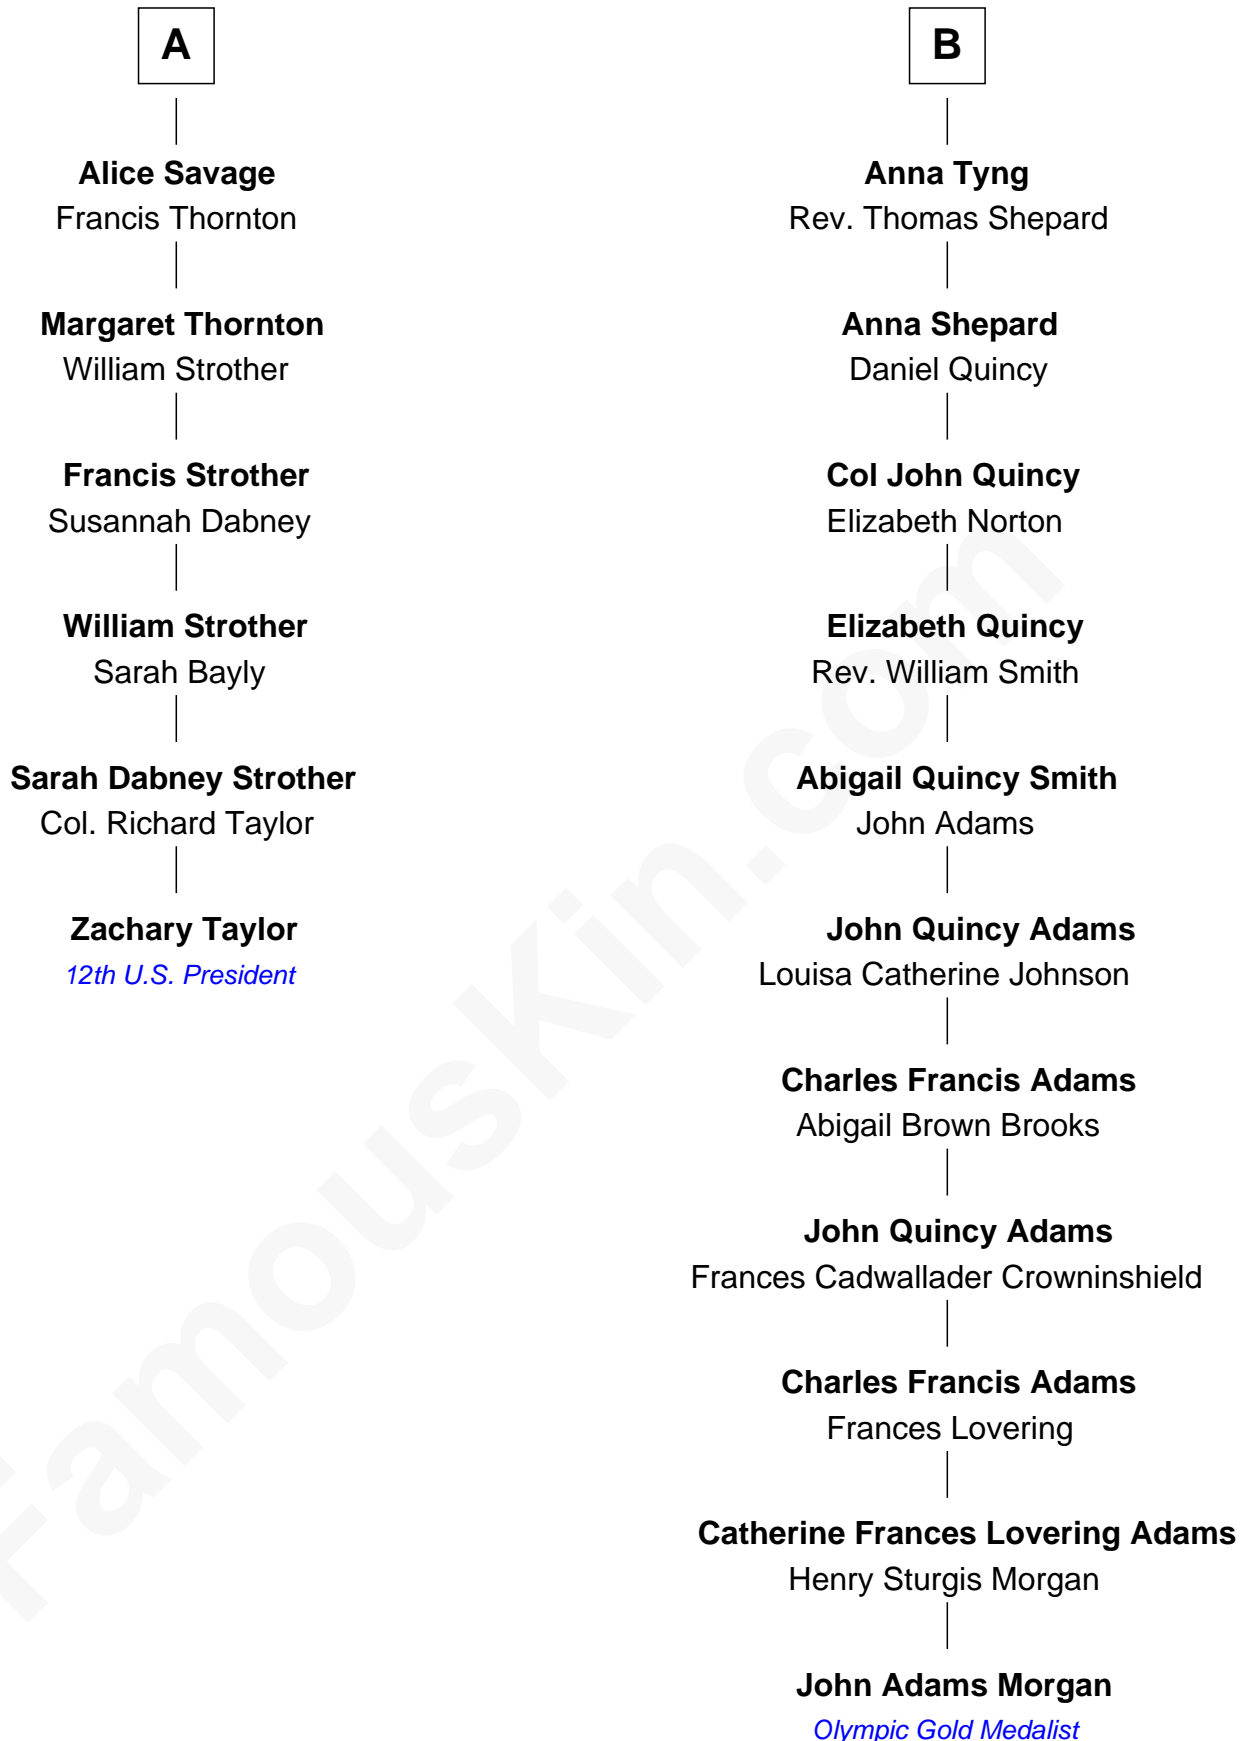 A
Alice Savage
Francis Thornton
Margaret Thornton
William Strother
Francis Strother
Susannah Dabney
William Strother
Sarah Bayly
Sarah Dabney Strother
Col. Richard Taylor
Zachary Taylor
12th U.S. President
B
Anna Tyng
Rev. Thomas Shepard
Anna Shepard
Daniel Quincy
Col John Quincy
Elizabeth Norton
Elizabeth Quincy
Rev. William Smith
Abigail Quincy Smith
John Adams
John Quincy Adams
Louisa Catherine Johnson
Charles Francis Adams
Abigail Brown Brooks
John Quincy Adams
Frances Cadwallader Crowninshield
Charles Francis Adams
Frances Lovering
Catherine Frances Lovering Adams
Henry Sturgis Morgan
John Adams Morgan
Olympic Gold Medalist
FamousKin.com